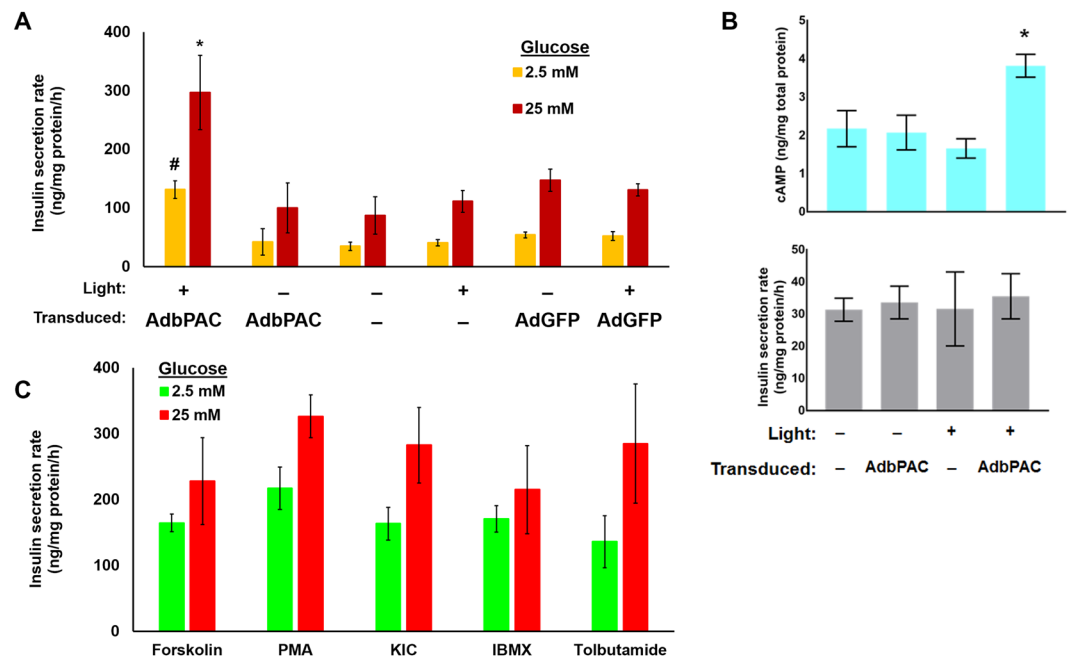 A
Insulin secretion rate
(ng/mg protein/h)
400
300
200
100
0
*
#
Glucose
2.5 mM
25 mM
Light: + – – + – +
Transduced: AdbPAC AdbPAC – – AdGFP AdGFP
B
cAMP (ng/mg total protein)
5
4
3
2
1
0
*
Insulin secretion rate
(ng/mg protein/h)
50
40
30
20
10
0
Light: – – + +
Transduced: – AdbPAC – AdbPAC
C
Insulin secretion rate
(ng/mg protein/h)
400
300
200
100
0
Glucose
2.5 mM
25 mM
Forskolin PMA KIC IBMX Tolbutamide